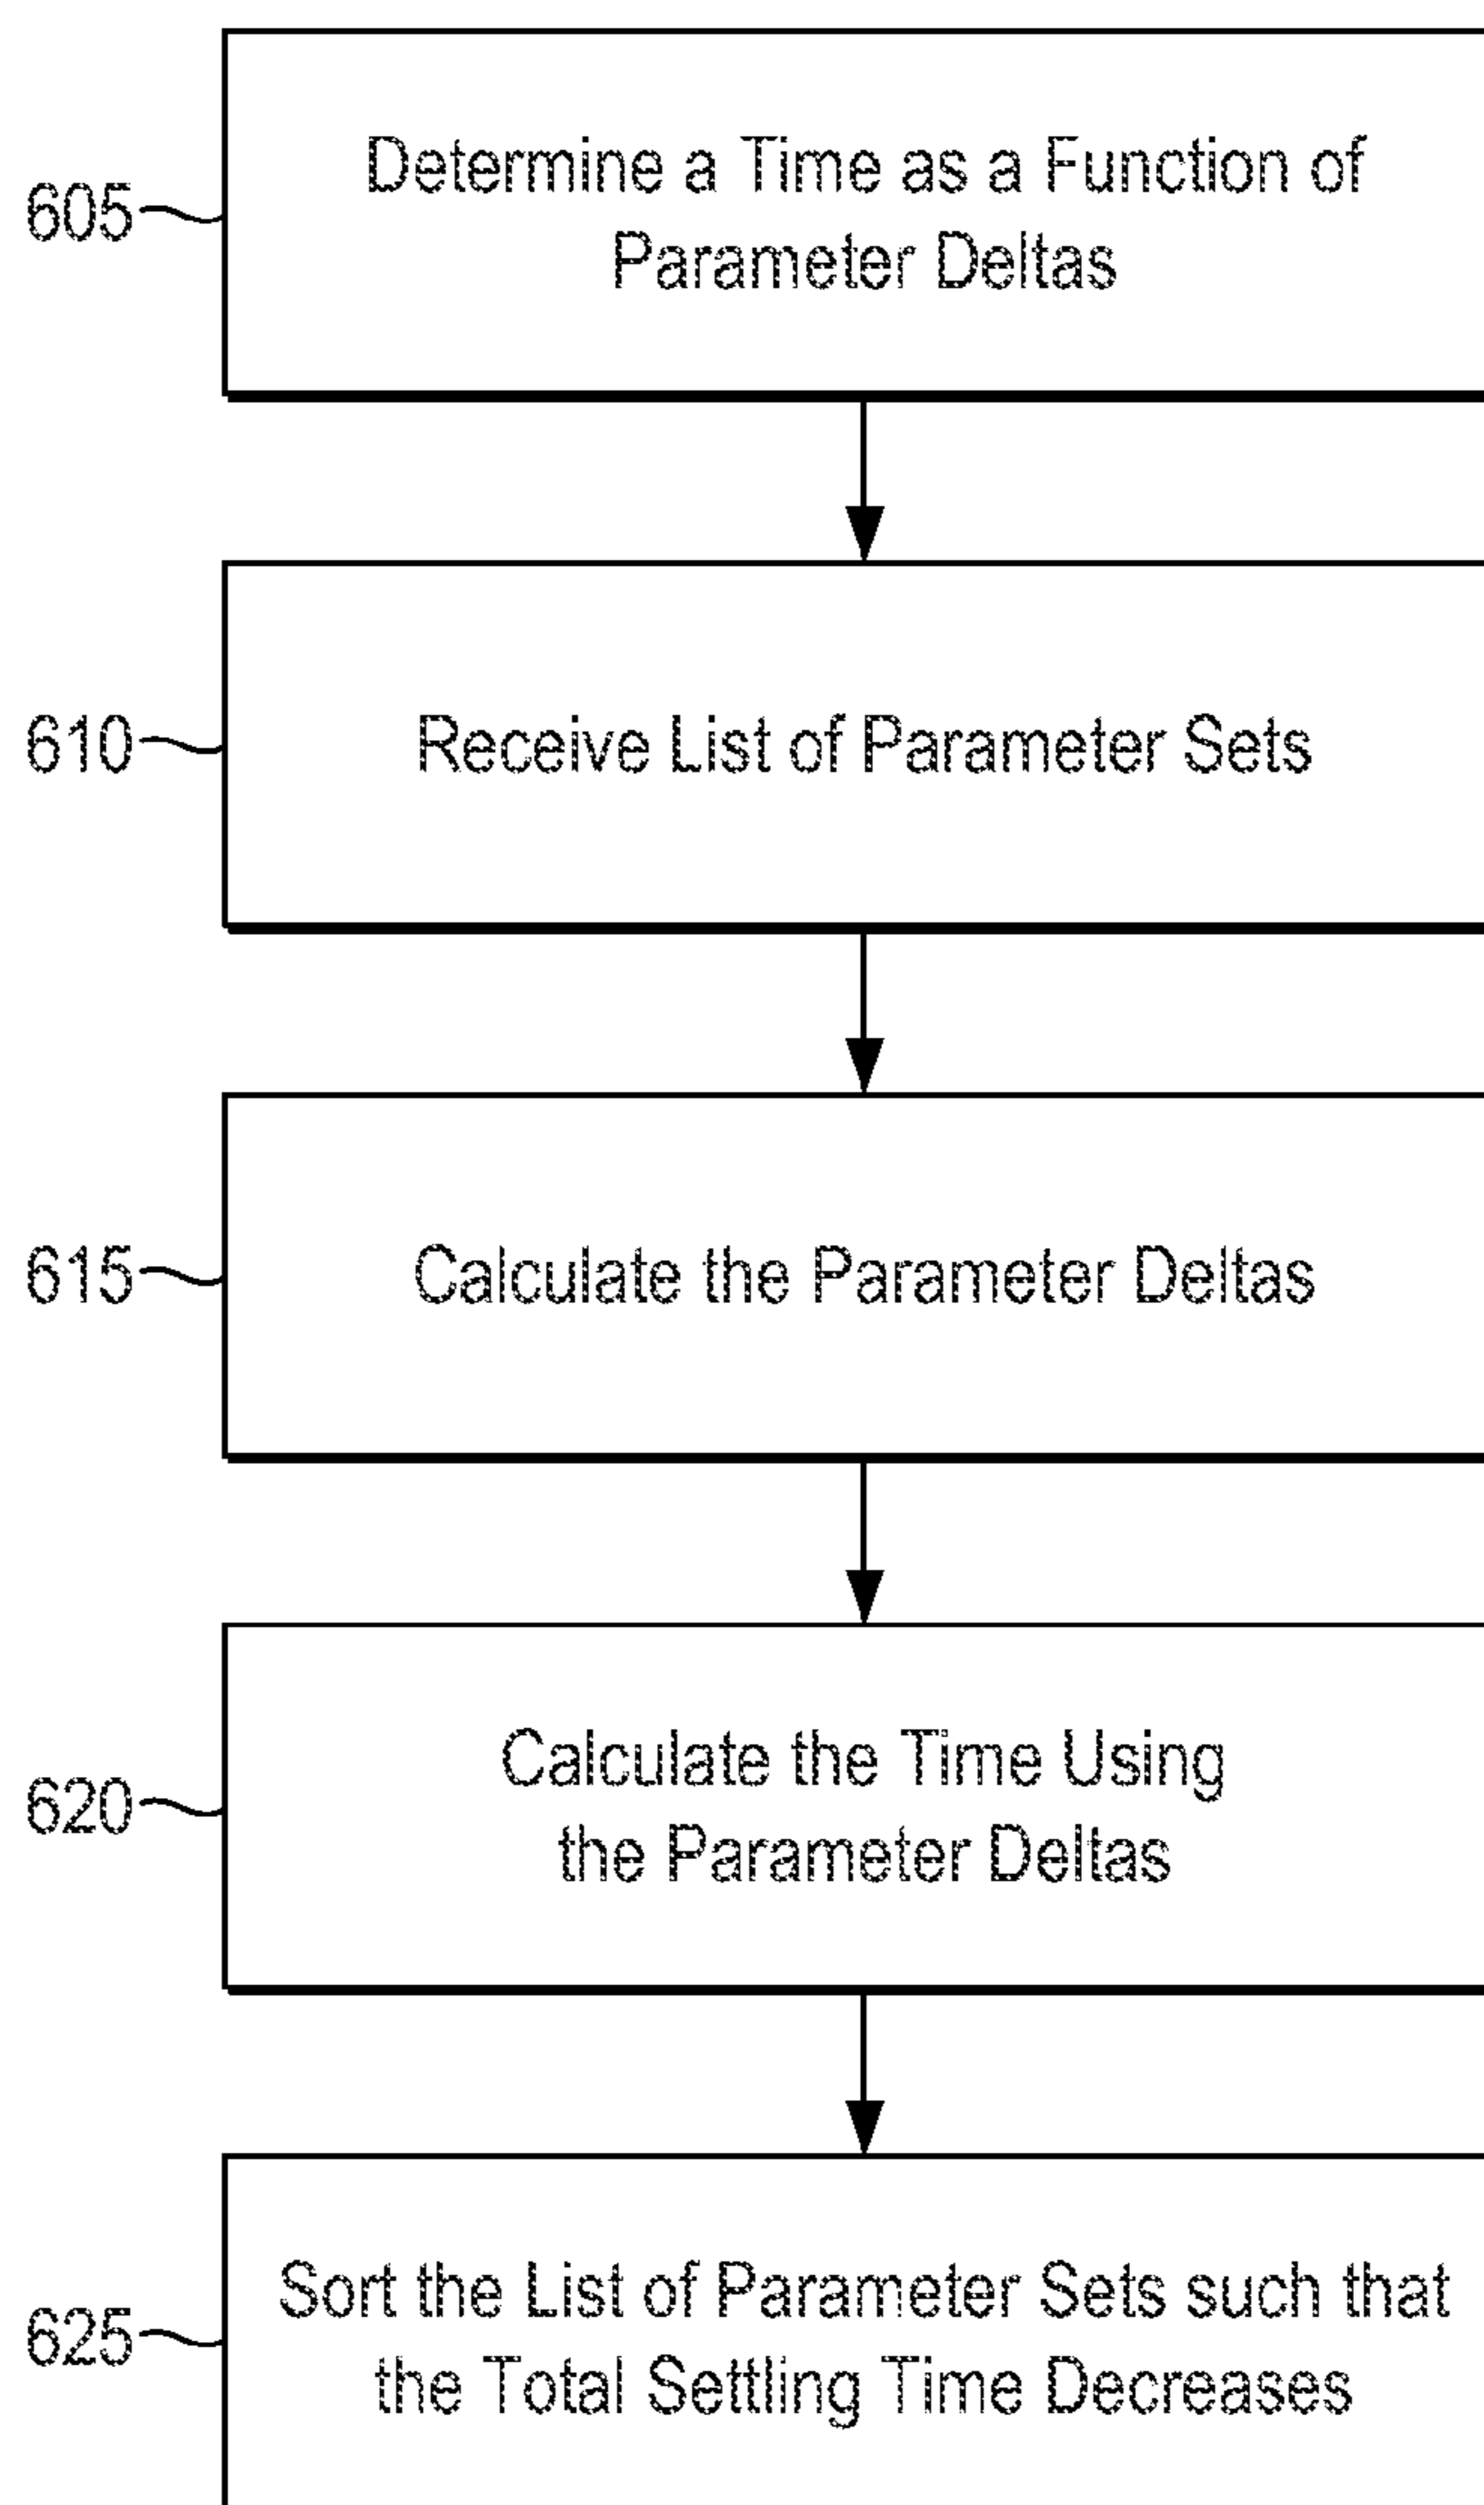 605
Determine a Time as a Function of
Parameter Deltas
610
Receive List of Parameter Sets
615
Calculate the Parameter Deltas
620
Calculate the Time Using
the Parameter Deltas
625
Sort the List of Parameter Sets such that
the Total Settling Time Decreases